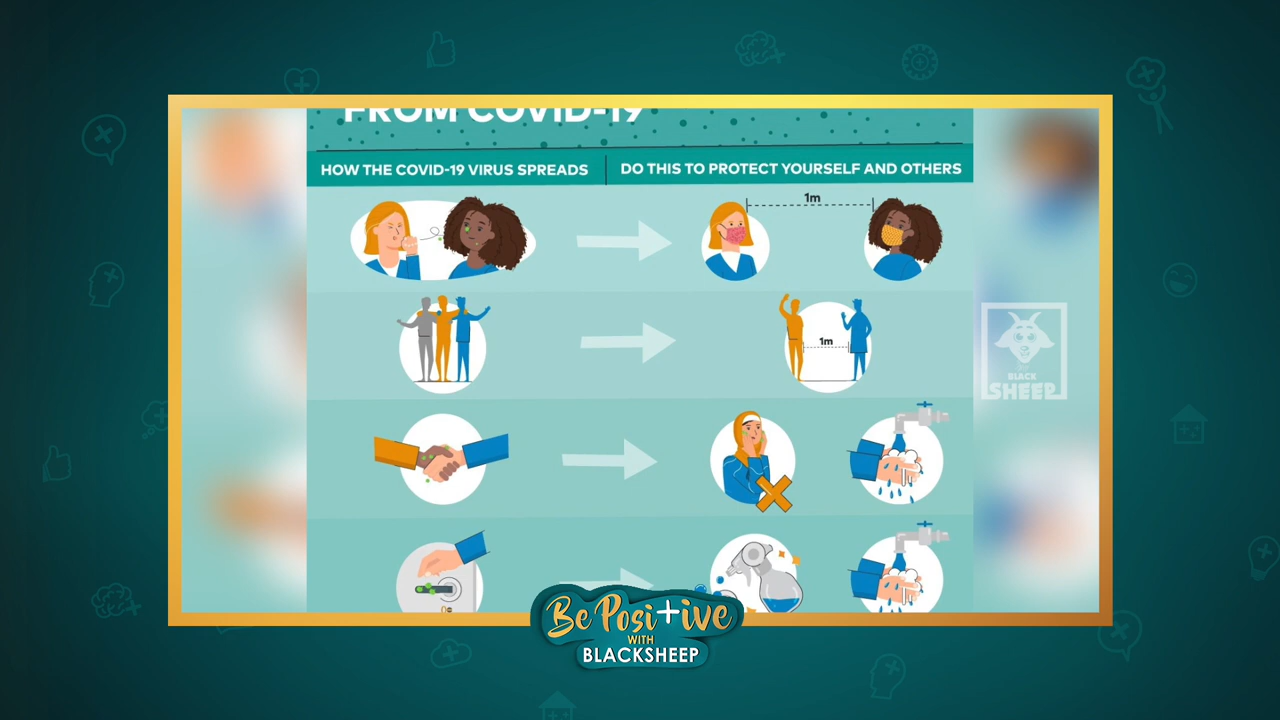 FROM COVID-19
HOW THE COVID-19 VIRUS SPREADS
DO THIS TO PROTECT YOURSELF AND OTHERS
1m
1m
BLACK
SHEEP
Be Posi+ive
WITH
BLACKSHEEP